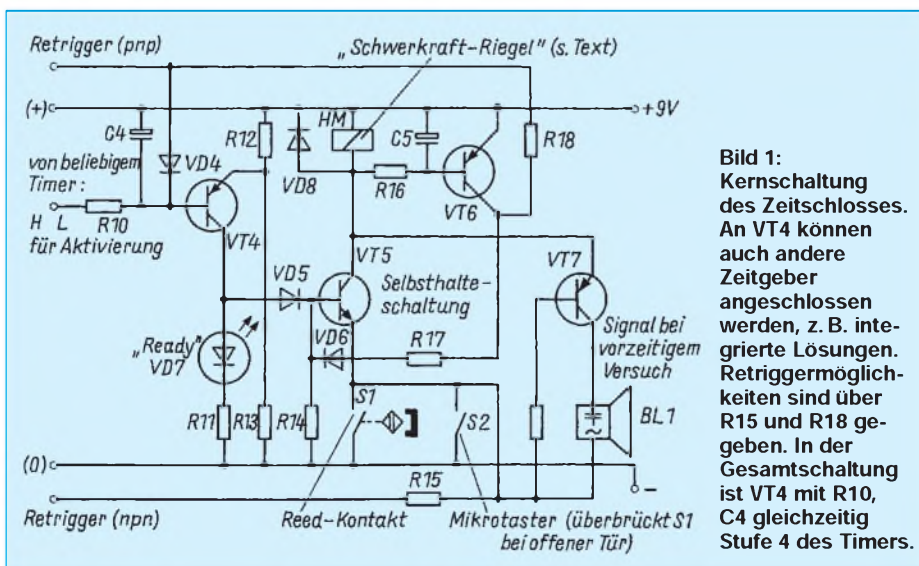 Retrigger (pnp)
„Schwerkraft-Riegel" (s. Text)
(+)
+9V
C4
R12
HM
C5
R18
VD4
VD8
R16
von beliebigem
Timer:
H L
R10
für Aktivierung
VT4
VT6
VD5
VT5
Selbsthalte-
schaltung
VT7
„Ready"
VD7
VD6
R17
Signal bei
vorzeitigem
Versuch
R11
R13
R14
S1
S2
BL1
(0)
R15
–
Retrigger (npn)
Reed-Kontakt
Mikrotaster (überbrückt S1
bei offener Tür)
Bild 1:
Kernschaltung
des Zeitschlosses.
An VT4 können
auch andere
Zeitgeber
angeschlossen
werden, z. B. inte-
grierte Lösungen.
Retriggermöglich-
keiten sind über
R15 und R18 ge-
geben. In der
Gesamtschaltung
ist VT4 mit R10,
C4 gleichzeitig
Stufe 4 des Timers.